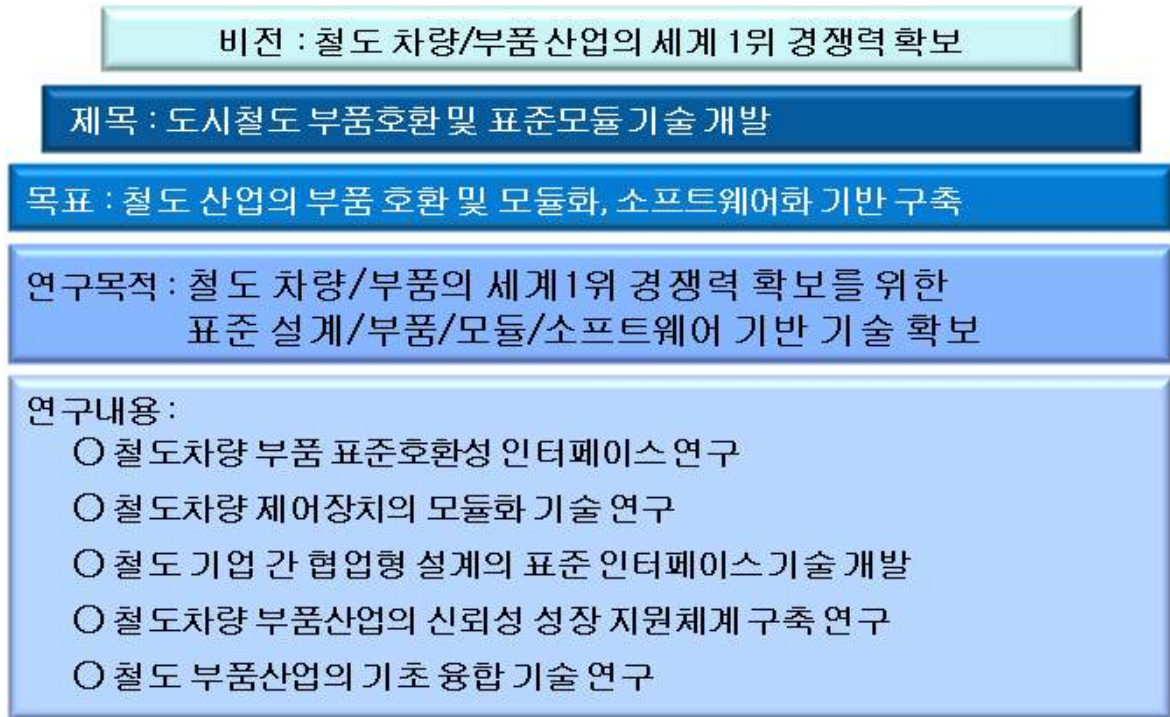 비전 : 철도 차량/부품 산업의 세계 1위 경쟁력 확보
제목 : 도시철도 부품호환 및 표준모듈 기술 개발
목표 : 철도 산업의 부품 호환 및 모듈화, 소프트웨어화 기반 구축
연구목적 : 철도 차량/부품의 세계1위 경쟁력 확보를 위한
표준 설계/부품/모듈/소프트웨어 기반 기술 확보
연구내용 :
○ 철도차량 부품 표준호환성 인터페이스 연구
○ 철도차량 제어장치의 모듈화 기술 연구
○ 철도 기업 간 협업형 설계의 표준 인터페이스 기술 개발
○ 철도차량 부품산업의 신뢰성 성장 지원체계 구축 연구
○ 철도 부품산업의 기초 융합 기술 연구